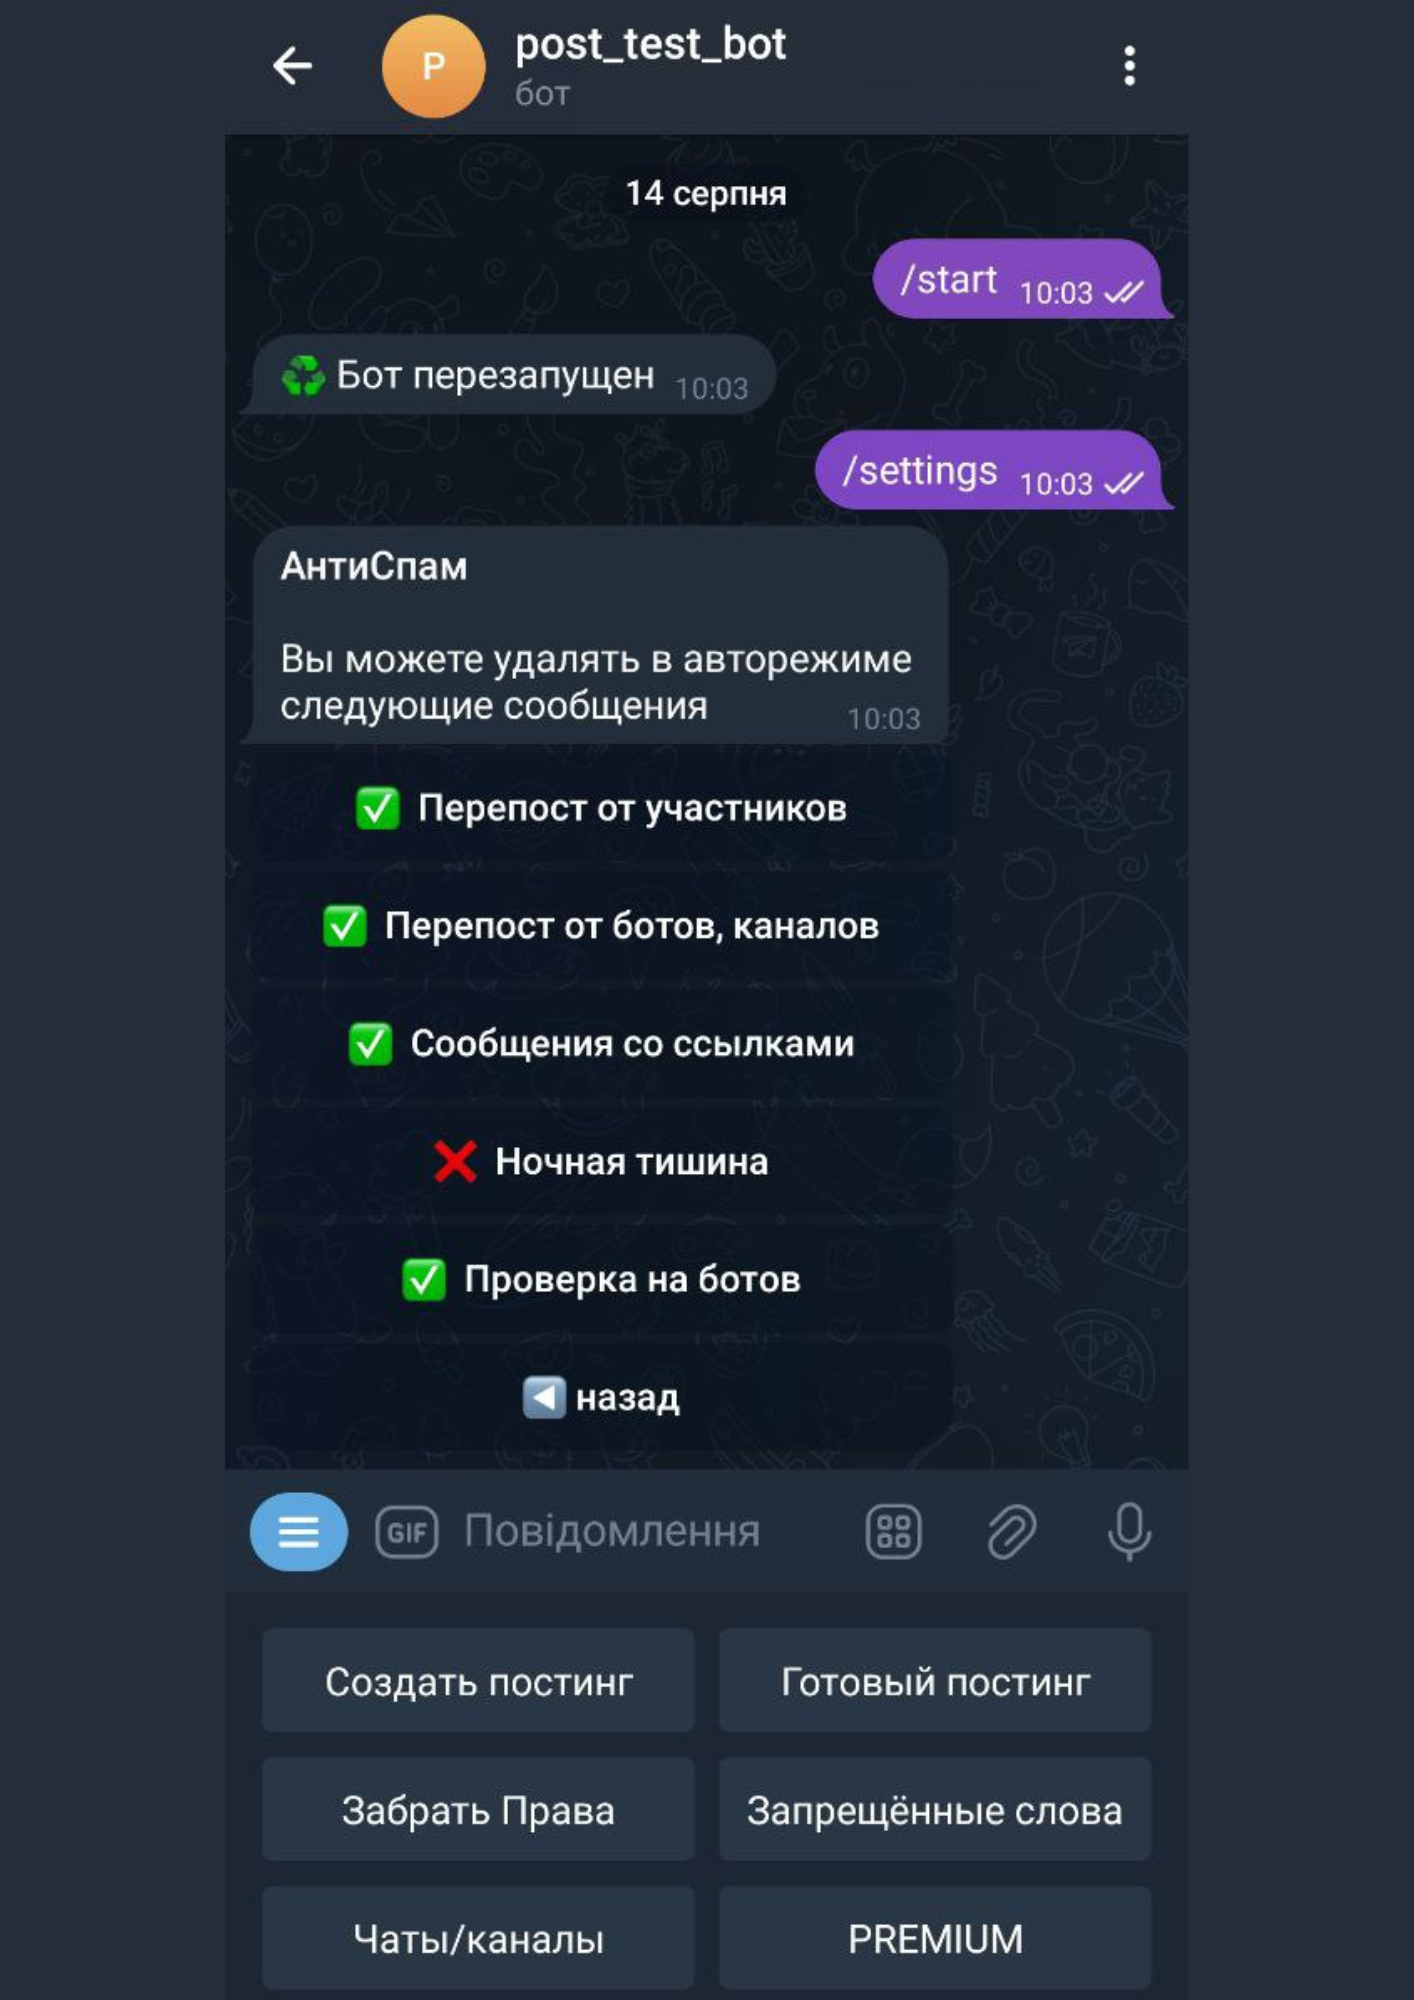 P
post_test_bot
бот
14 серпня
/start 10:03
♻️ Бот перезапущен 10:03
/settings 10:03
АнтиСпам
Вы можете удалять в авторежиме
следующие сообщения 10:03
✅ Перепост от участников
✅ Перепост от ботов, каналов
✅ Сообщения со ссылками
❌ Ночная тишина
✅ Проверка на ботов
◀️ назад
GIF Повідомлення
Создать постинг
Готовый постинг
Забрать Права
Запрещённые слова
Чаты/каналы
PREMIUM